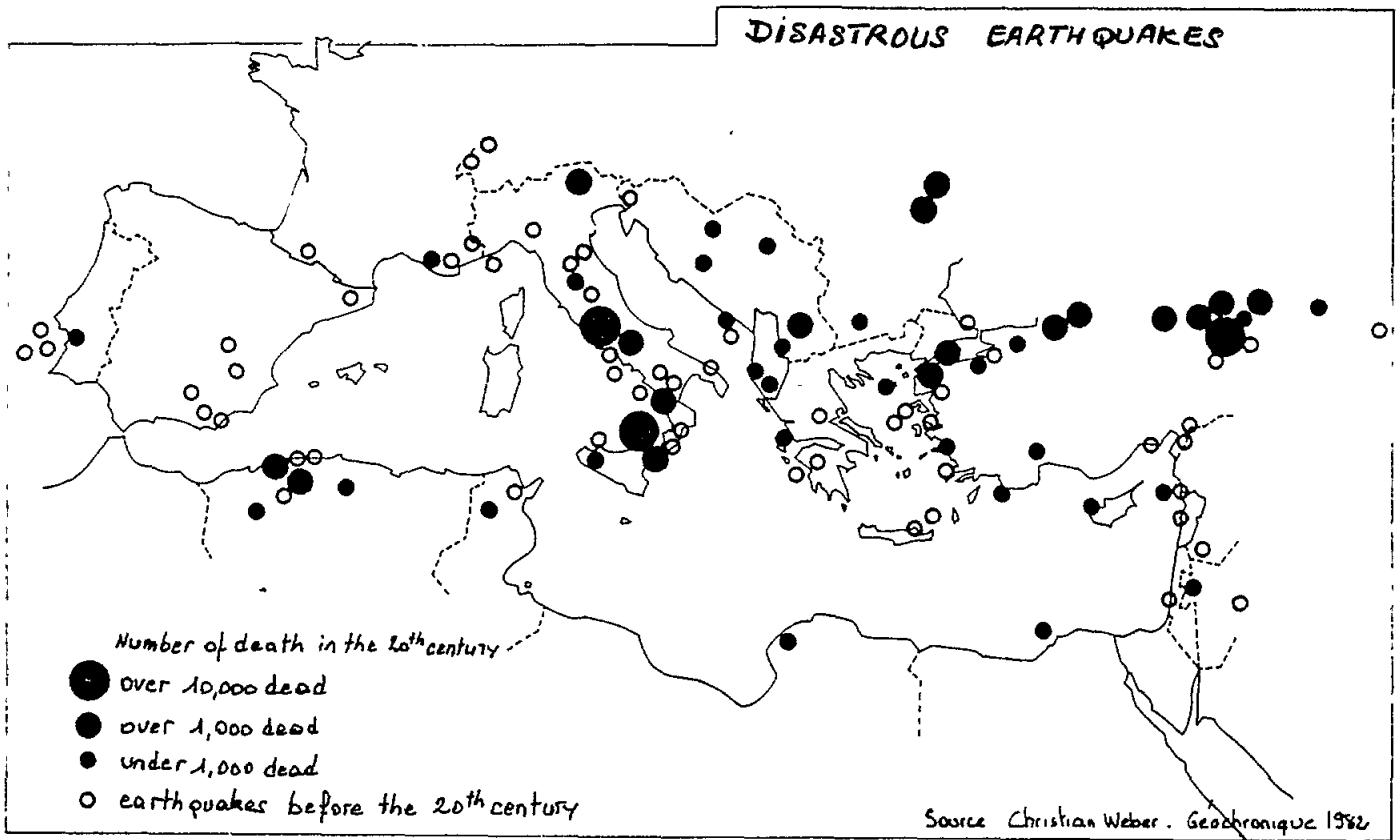 DISASTROUS EARTHQUAKES
Number of death in the 20th century
over 10,000 dead
over 1,000 dead
under 1,000 dead
earthquakes before the 20th century
Source Christian Weber. Géochronique 1982